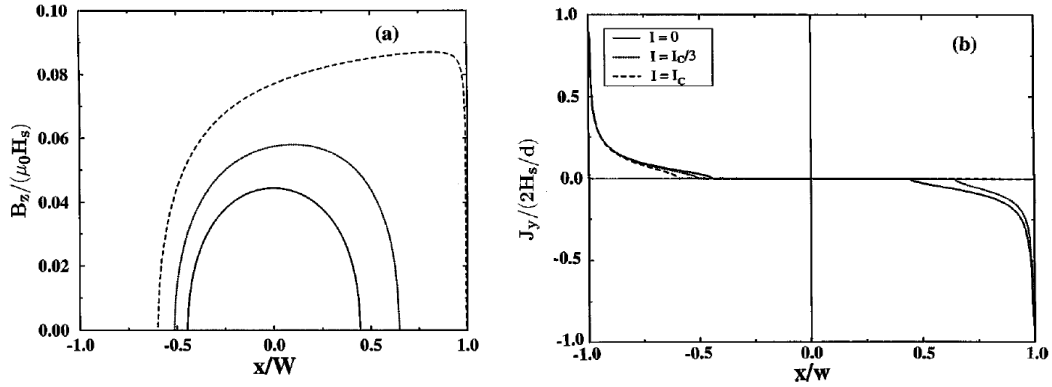 (a)
0.10
0.08
0.06
0.04
0.02
0.00
B_z/(μ_0H_s)
-1.0 -0.5 0.0 0.5 1.0
x/W
(b)
I = 0
I = I_C/3
I = I_C
1.0
0.5
0.0
-0.5
-1.0
J_y/(2H_s/d)
-1.0 -0.5 0.0 0.5 1.0
x/w